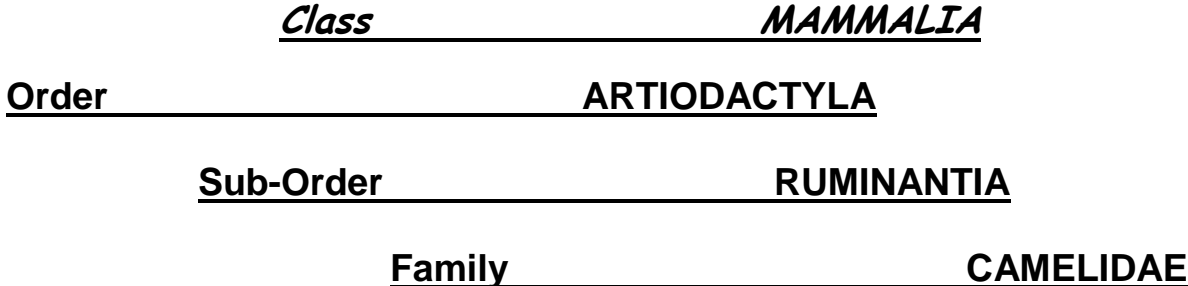 Class MAMMALIA
Order ARTIODACTYLA
Sub-Order RUMINANTIA
Family CAMELIDAE